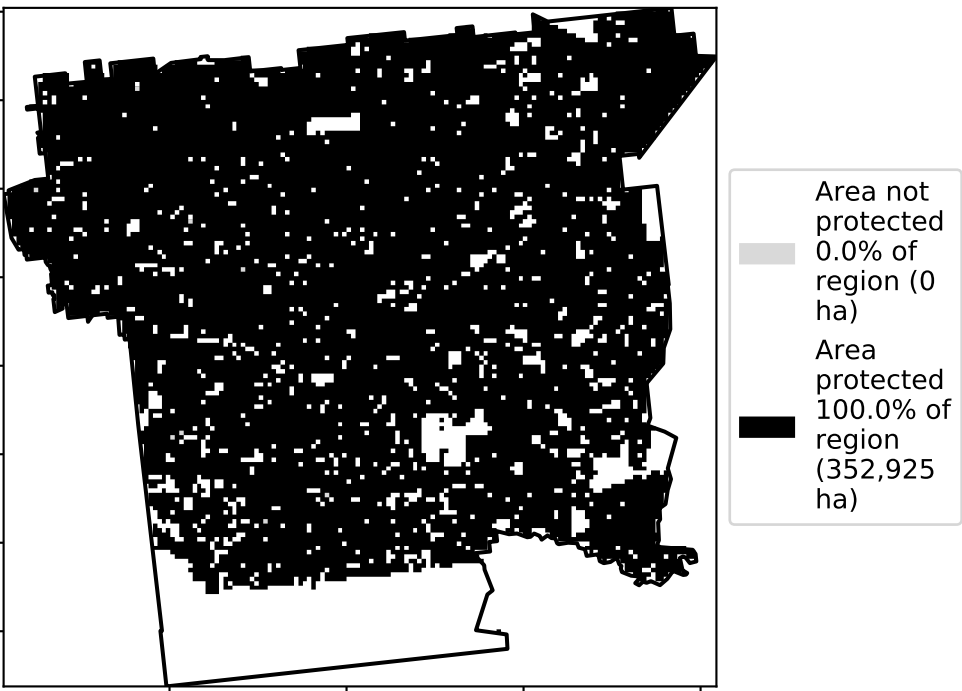 Area not
protected
0.0% of
region (0
ha)
Area
protected
100.0% of
region
(352,925
ha)